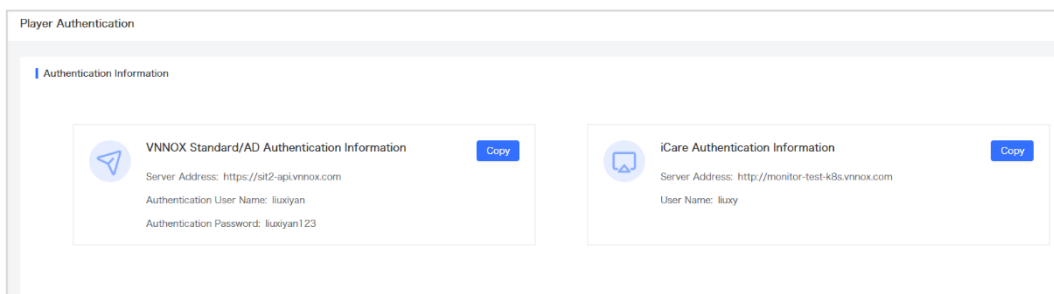 Player Authentication
Authentication Information
VNNOX Standard/AD Authentication Information
Copy
Server Address: https://sit2-api.vnnox.com
Authentication User Name: liuxiyan
Authentication Password: liuxiyan123
iCare Authentication Information
Copy
Server Address: http://monitor-test-k8s.vnnox.com
User Name: liuxy